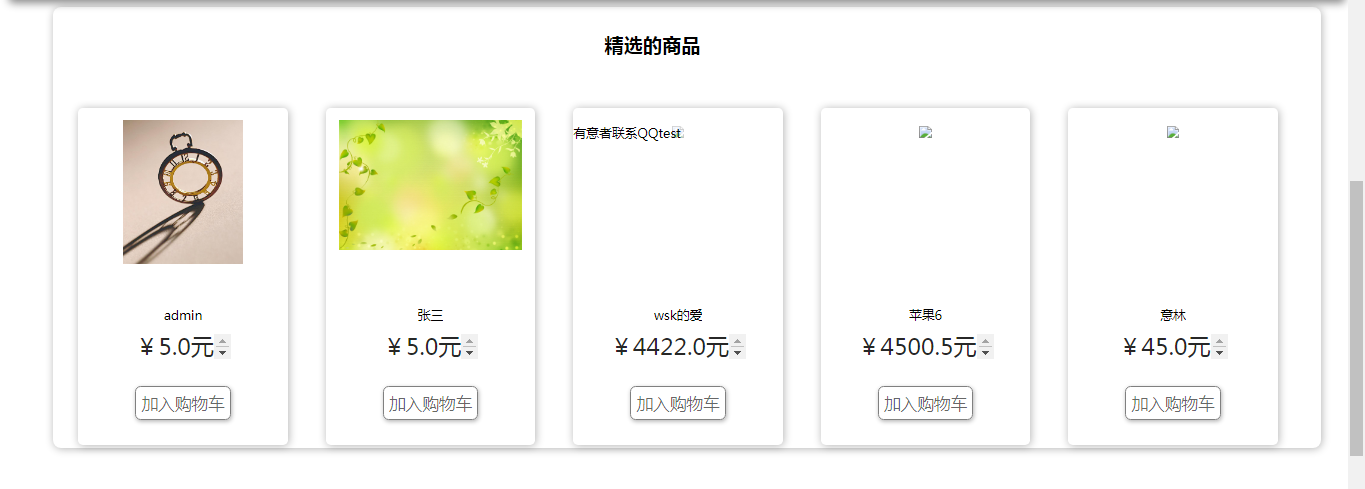 精选的商品
有意者联系QQtest
admin
张三
wsk的爱
苹果6
意林
¥5.0元
¥5.0元
¥4422.0元
¥4500.5元
¥45.0元
加入购物车
加入购物车
加入购物车
加入购物车
加入购物车